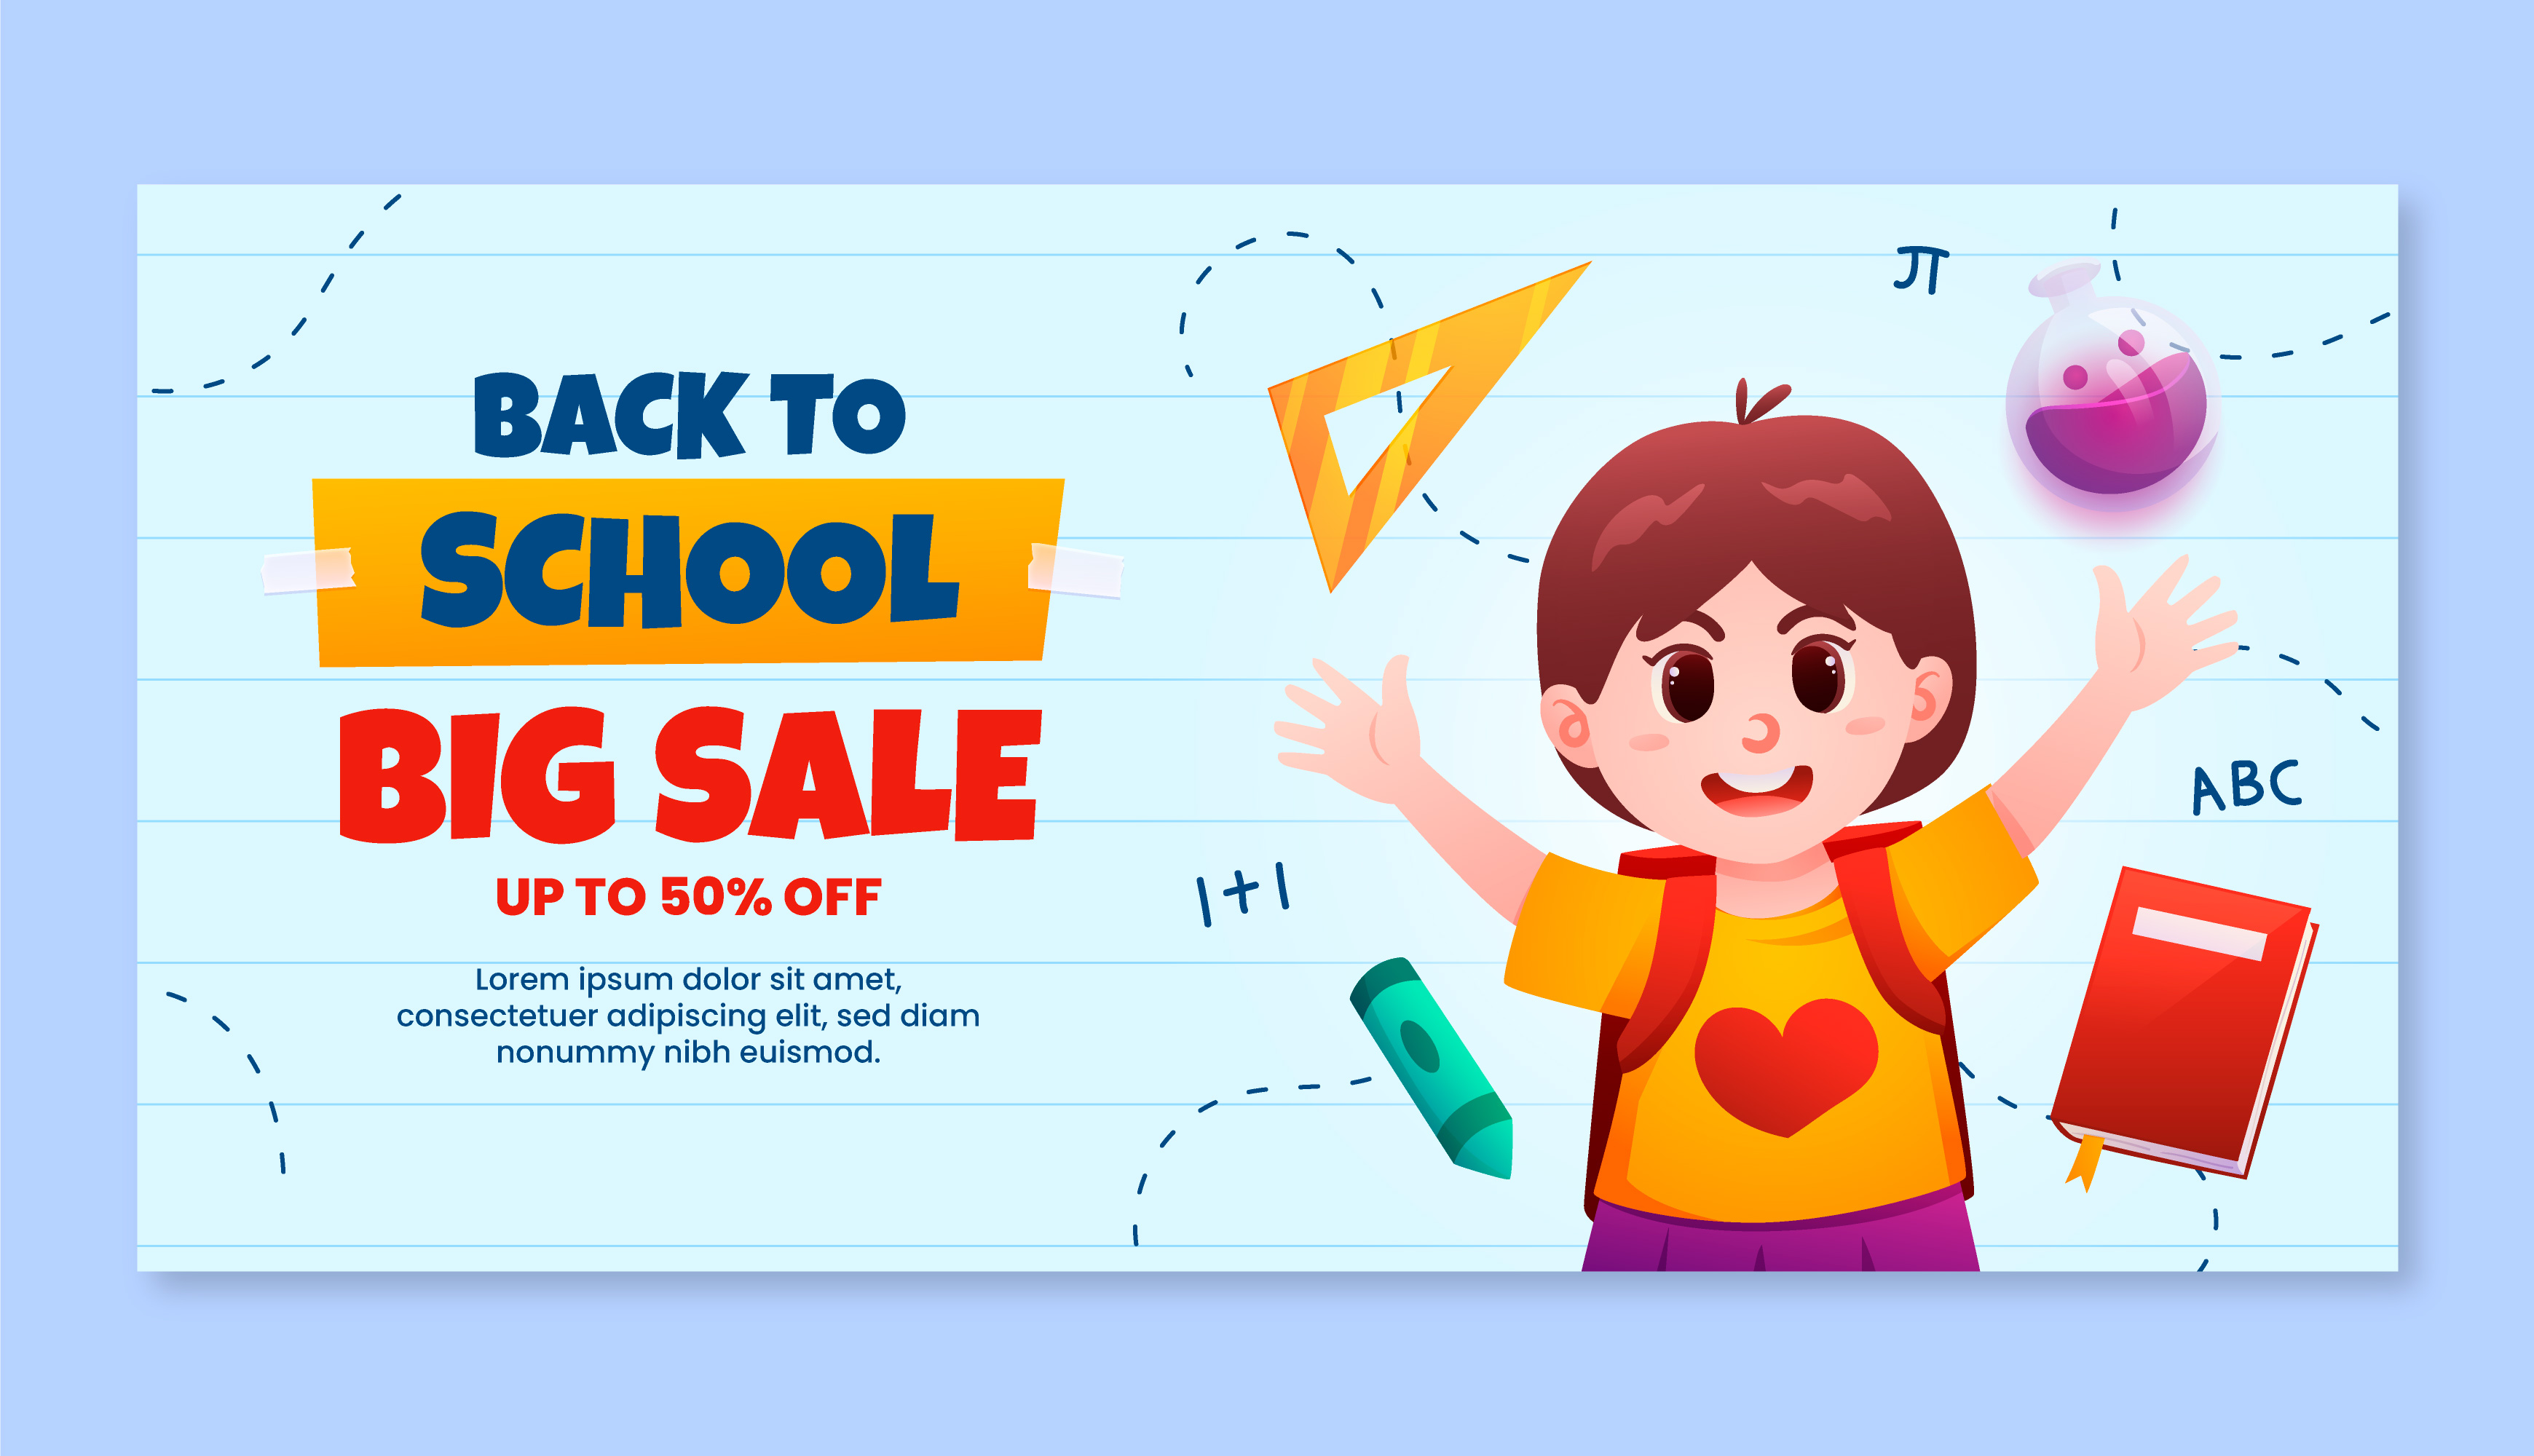 BACK TO
SCHOOL
BIG SALE
UP TO 50% OFF
Lorem ipsum dolor sit amet,
consectetuer adipiscing elit, sed diam
nonummy nibh euismod.
π
ABC
1+1